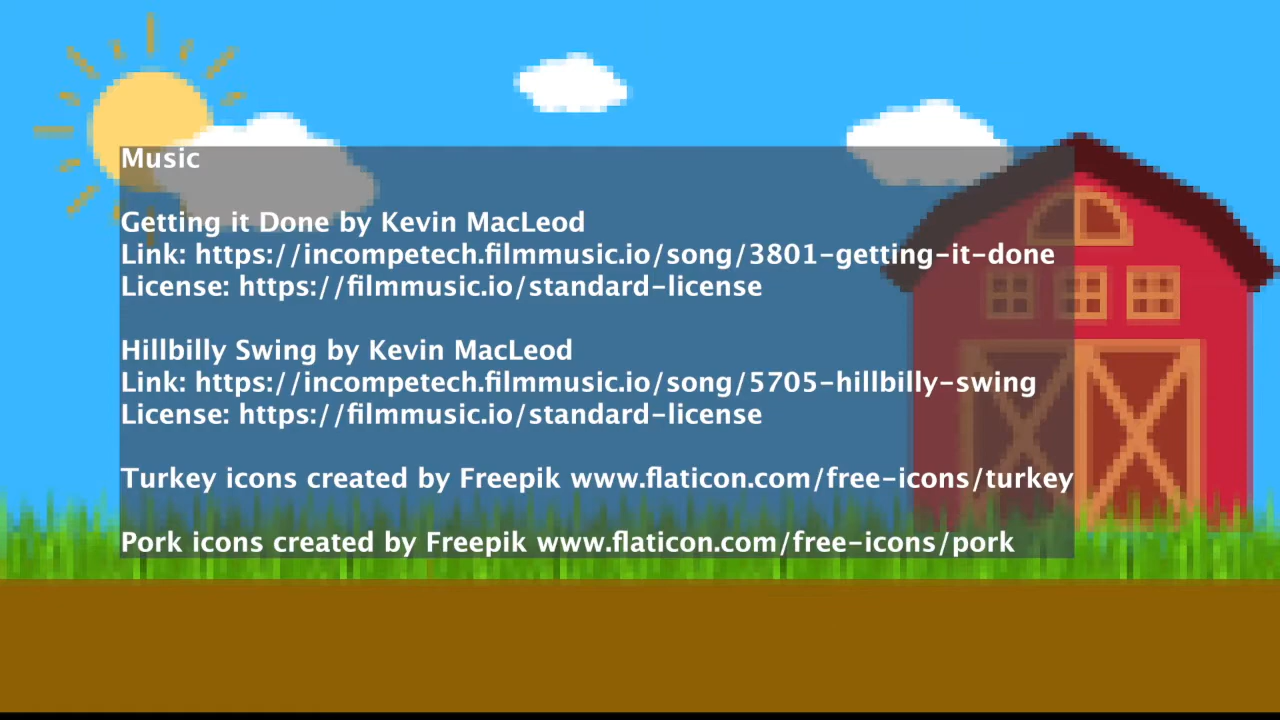 Music
Getting it Done by Kevin MacLeod
Link: https://incompetech.filmmusic.io/song/3801-getting-it-done
License: https://filmmusic.io/standard-license
Hillbilly Swing by Kevin MacLeod
Link: https://incompetech.filmmusic.io/song/5705-hillbilly-swing
License: https://filmmusic.io/standard-license
Turkey icons created by Freepik www.flaticon.com/free-icons/turkey
Pork icons created by Freepik www.flaticon.com/free-icons/pork